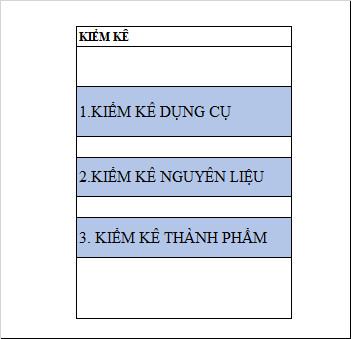 KIỂM KÊ
1.KIỂM KÊ DỤNG CỤ
2.KIỂM KÊ NGUYÊN LIỆU
3. KIỂM KÊ THÀNH PHẨM